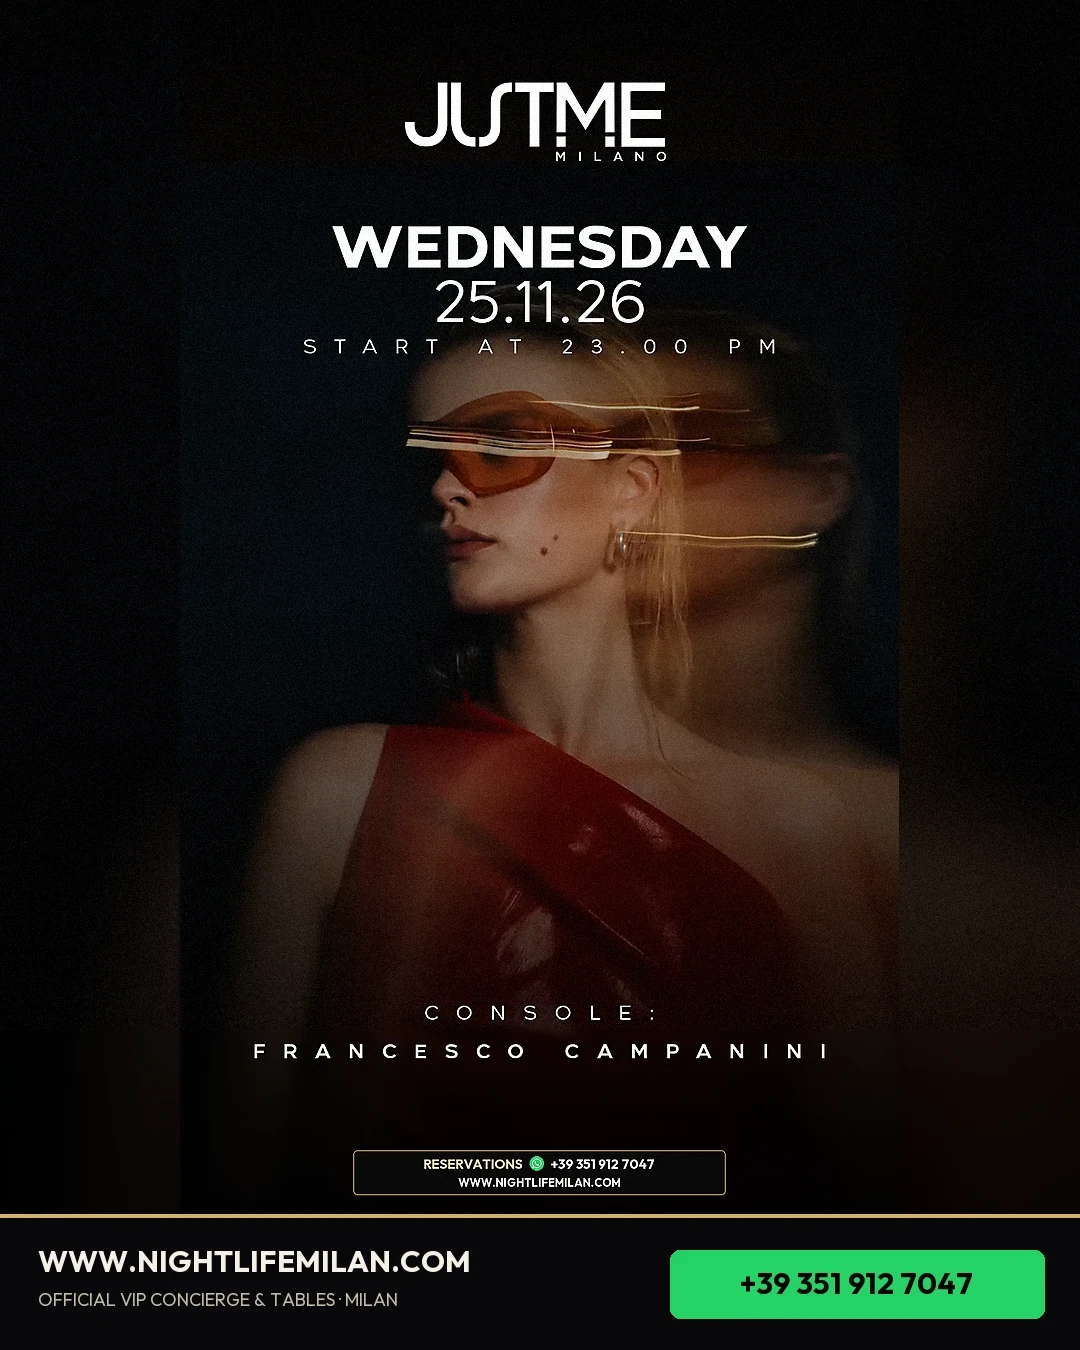 JUSTME
MILANO
WEDNESDAY
25.11.26
START AT 23.00 PM
CONSOLE:
FRANCESCO CAMPANINI
RESERVATIONS +39 351 912 7047
WWW.NIGHTLIFEMILAN.COM
WWW.NIGHTLIFEMILAN.COM
OFFICIAL VIP CONCIERGE & TABLES · MILAN
+39 351 912 7047